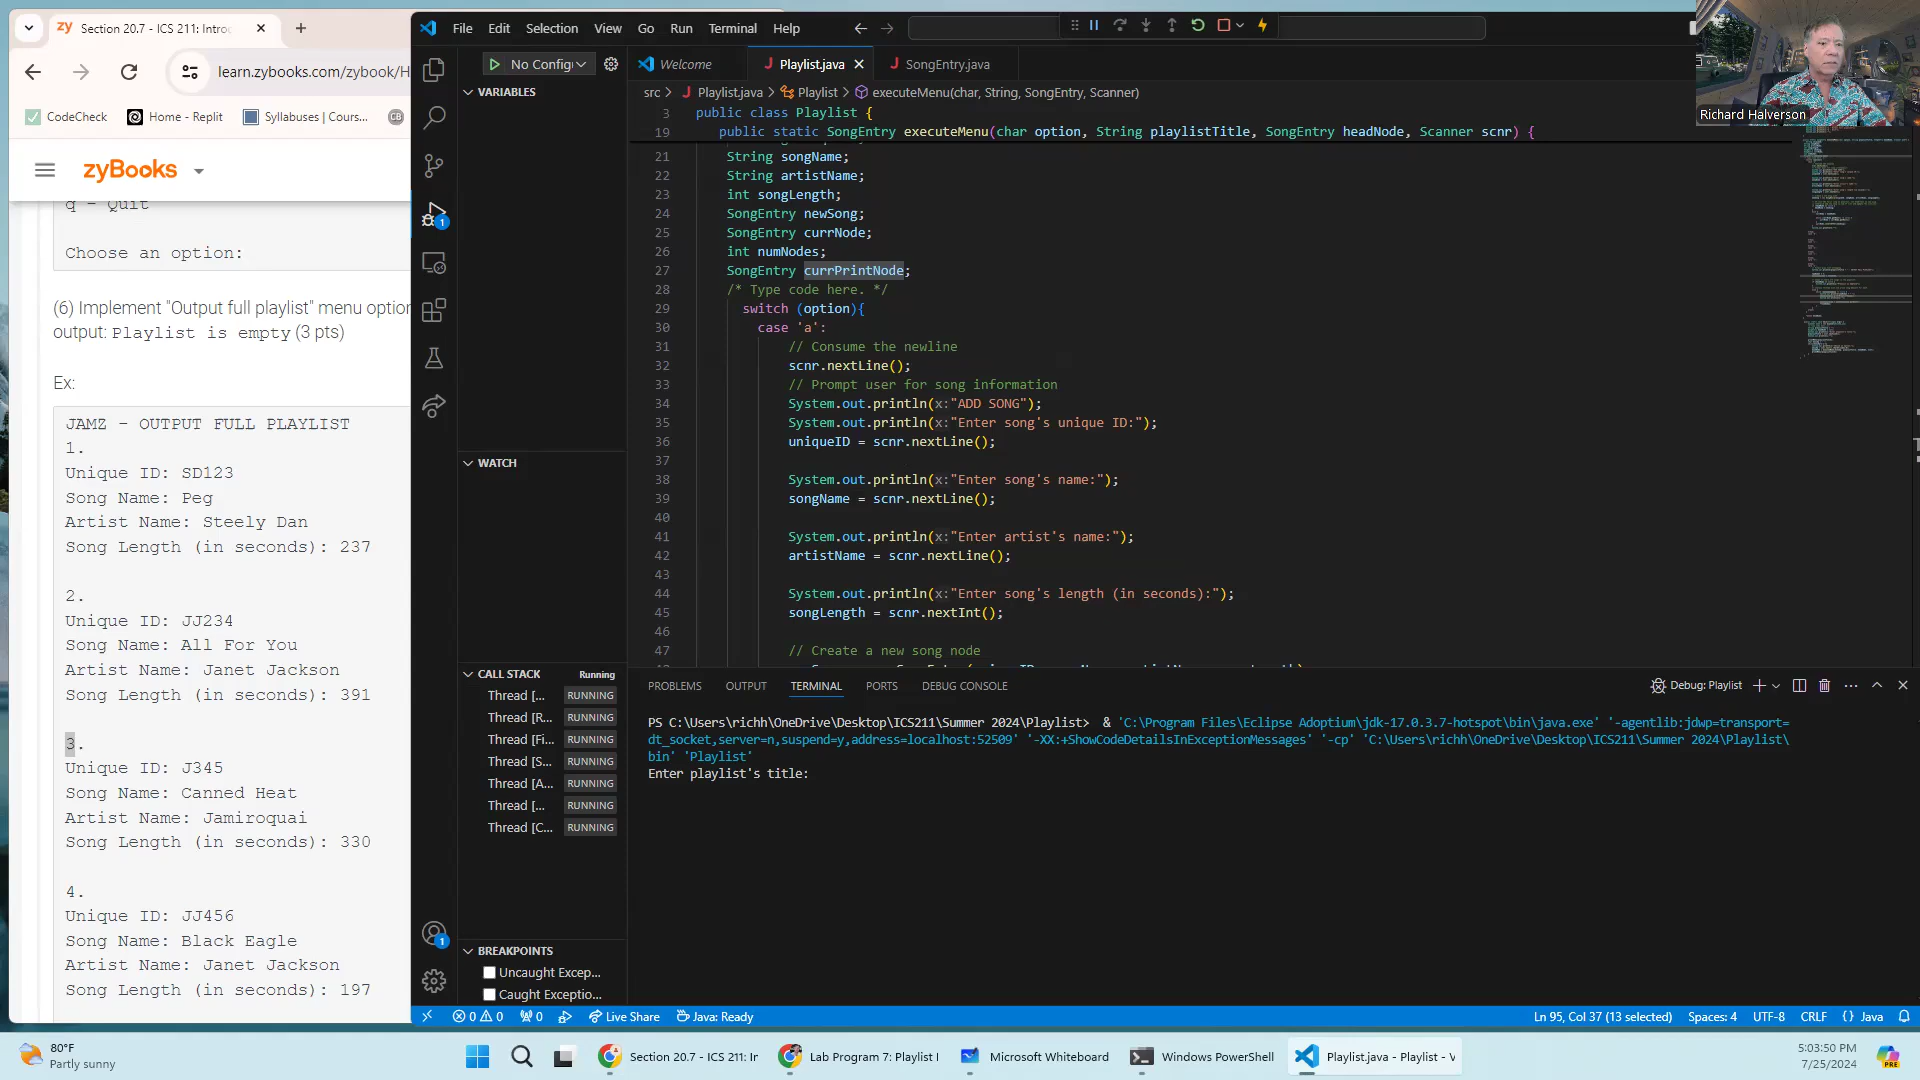 Section 20.7 - ICS 211: Introd
learn.zybooks.com/zybook/H
CodeCheck
Home - Replit
Syllabuses | Cours...
CB
zyBooks
q - Quit
Choose an option:
(6) Implement "Output full playlist" menu option
output: Playlist is empty (3 pts)
Ex:
JAMZ - OUTPUT FULL PLAYLIST
1.
Unique ID: SD123
Song Name: Peg
Artist Name: Steely Dan
Song Length (in seconds): 237
2.
Unique ID: JJ234
Song Name: All For You
Artist Name: Janet Jackson
Song Length (in seconds): 391
3.
Unique ID: J345
Song Name: Canned Heat
Artist Name: Jamiroquai
Song Length (in seconds): 330
4.
Unique ID: JJ456
Song Name: Black Eagle
Artist Name: Janet Jackson
Song Length (in seconds): 197
File Edit Selection View Go Run Terminal Help
No Config
VARIABLES
WATCH
CALL STACK Running
Thread [... RUNNING
Thread [R... RUNNING
Thread [Fi... RUNNING
Thread [S... RUNNING
Thread [A... RUNNING
Thread [... RUNNING
Thread [C... RUNNING
BREAKPOINTS
Uncaught Excep...
Caught Exceptio...
Welcome
Playlist.java
SongEntry.java
src > Playlist.java > Playlist > executeMenu(char, String, SongEntry, Scanner)
3 public class Playlist {
19 public static SongEntry executeMenu(char option, String playlistTitle, SongEntry headNode, Scanner scnr) {
21 String songName;
22 String artistName;
23 int songLength;
24 SongEntry newSong;
25 SongEntry currNode;
26 int numNodes;
27 SongEntry currPrintNode;
28 /* Type code here. */
29 switch (option){
30 case 'a':
31 // Consume the newline
32 scnr.nextLine();
33 // Prompt user for song information
34 System.out.println(x:"ADD SONG");
35 System.out.println(x:"Enter song's unique ID:");
36 uniqueID = scnr.nextLine();
37
38 System.out.println(x:"Enter song's name:");
39 songName = scnr.nextLine();
40
41 System.out.println(x:"Enter artist's name:");
42 artistName = scnr.nextLine();
43
44 System.out.println(x:"Enter song's length (in seconds):");
45 songLength = scnr.nextInt();
46
47 // Create a new song node
PROBLEMS OUTPUT TERMINAL PORTS DEBUG CONSOLE
Debug: Playlist
PS C:\Users\richh\OneDrive\Desktop\ICS211\Summer 2024\Playlist> & 'C:\Program Files\Eclipse Adoptium\jdk-17.0.3.7-hotspot\bin\java.exe' '-agentlib:jdwp=transport=
dt_socket,server=n,suspend=y,address=localhost:52509' '-XX:+ShowCodeDetailsInExceptionMessages' '-cp' 'C:\Users\richh\OneDrive\Desktop\ICS211\Summer 2024\Playlist\
bin' 'Playlist'
Enter playlist's title:
Richard Halverson
0 0 0 Live Share Java: Ready
Ln 95, Col 37 (13 selected) Spaces: 4 UTF-8 CRLF {} Java
80°F
Partly sunny
Section 20.7 - ICS 211: Ir
Lab Program 7: Playlist I
Microsoft Whiteboard
Windows PowerShell
Playlist.java - Playlist - V
5:03:50 PM
7/25/2024
PRE